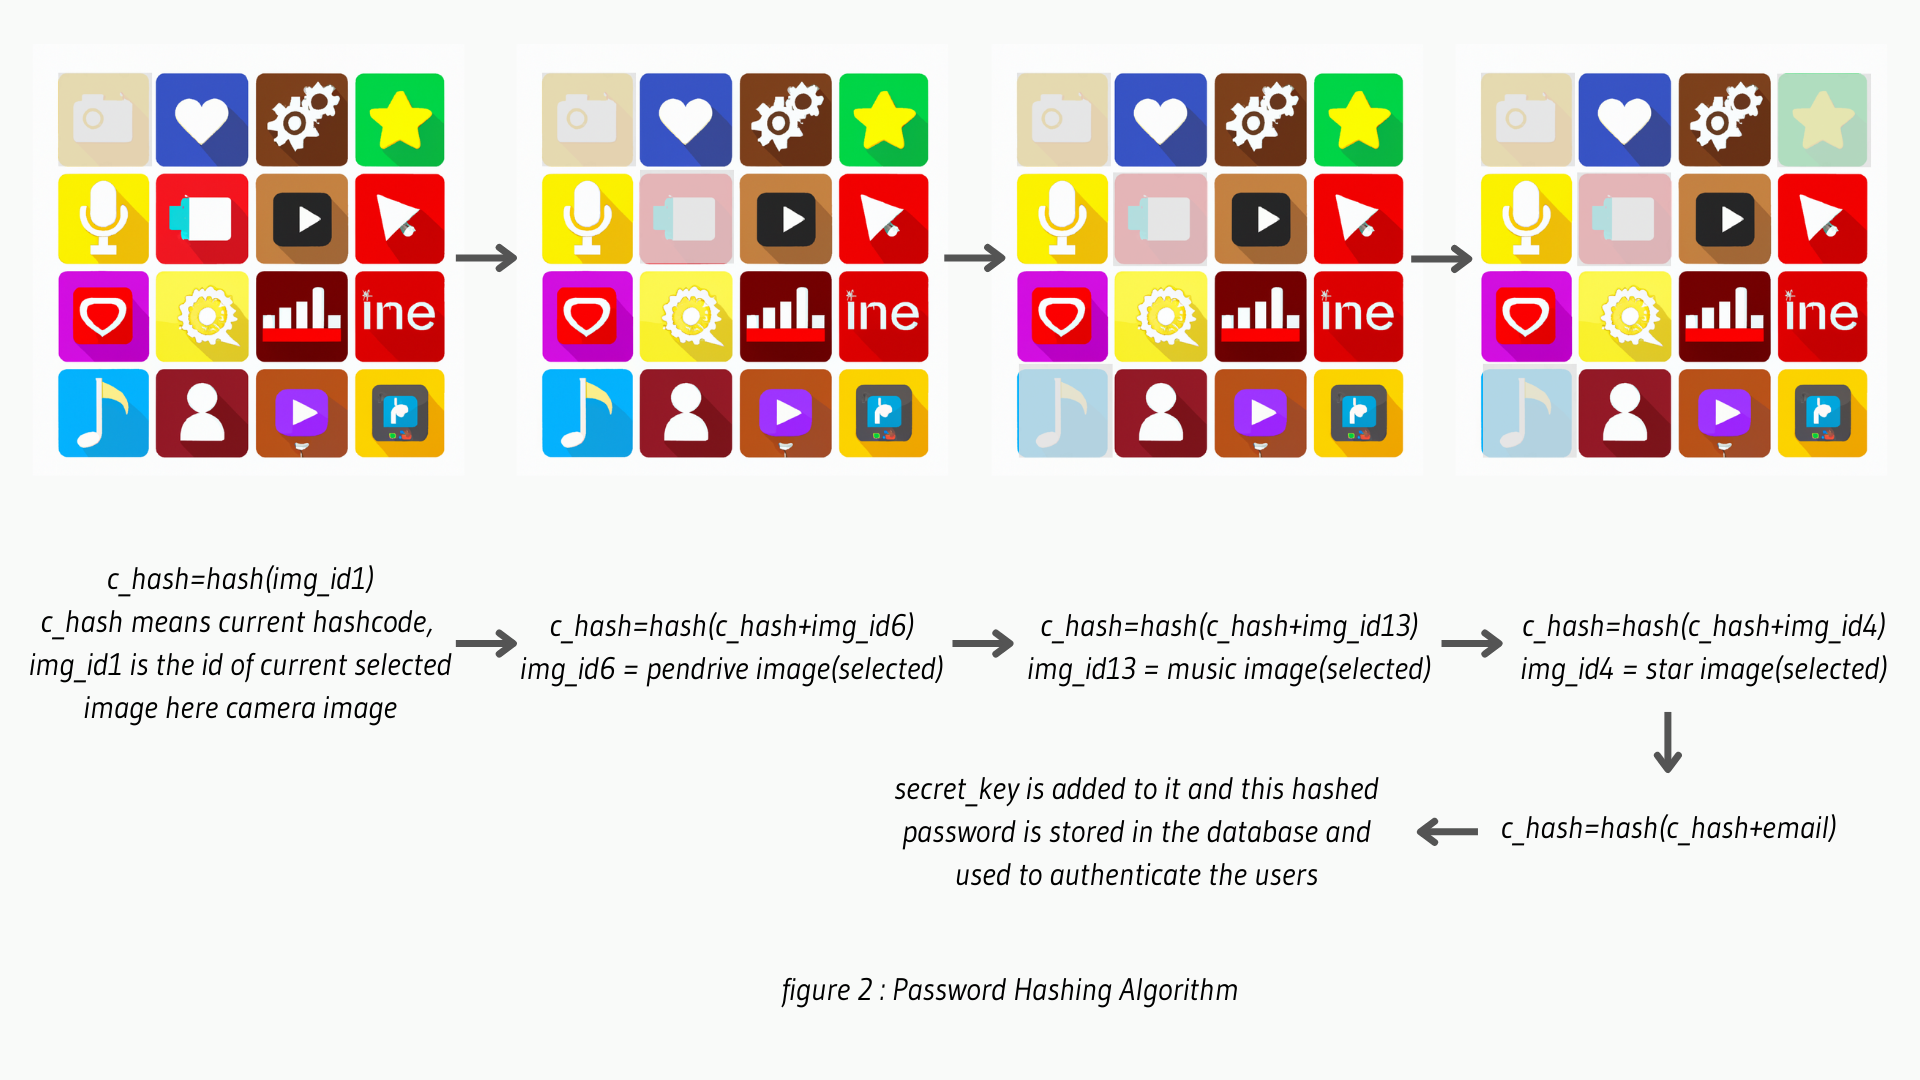 ine
ine
ine
ine
c_hash=hash(img_id1)
c_hash means current hashcode,
img_id1 is the id of current selected
image here camera image
c_hash=hash(c_hash+img_id6)
img_id6 = pendrive image(selected)
c_hash=hash(c_hash+img_id13)
img_id13 = music image(selected)
c_hash=hash(c_hash+img_id4)
img_id4 = star image(selected)
c_hash=hash(c_hash+email)
secret_key is added to it and this hashed
password is stored in the database and
used to authenticate the users
figure 2 : Password Hashing Algorithm